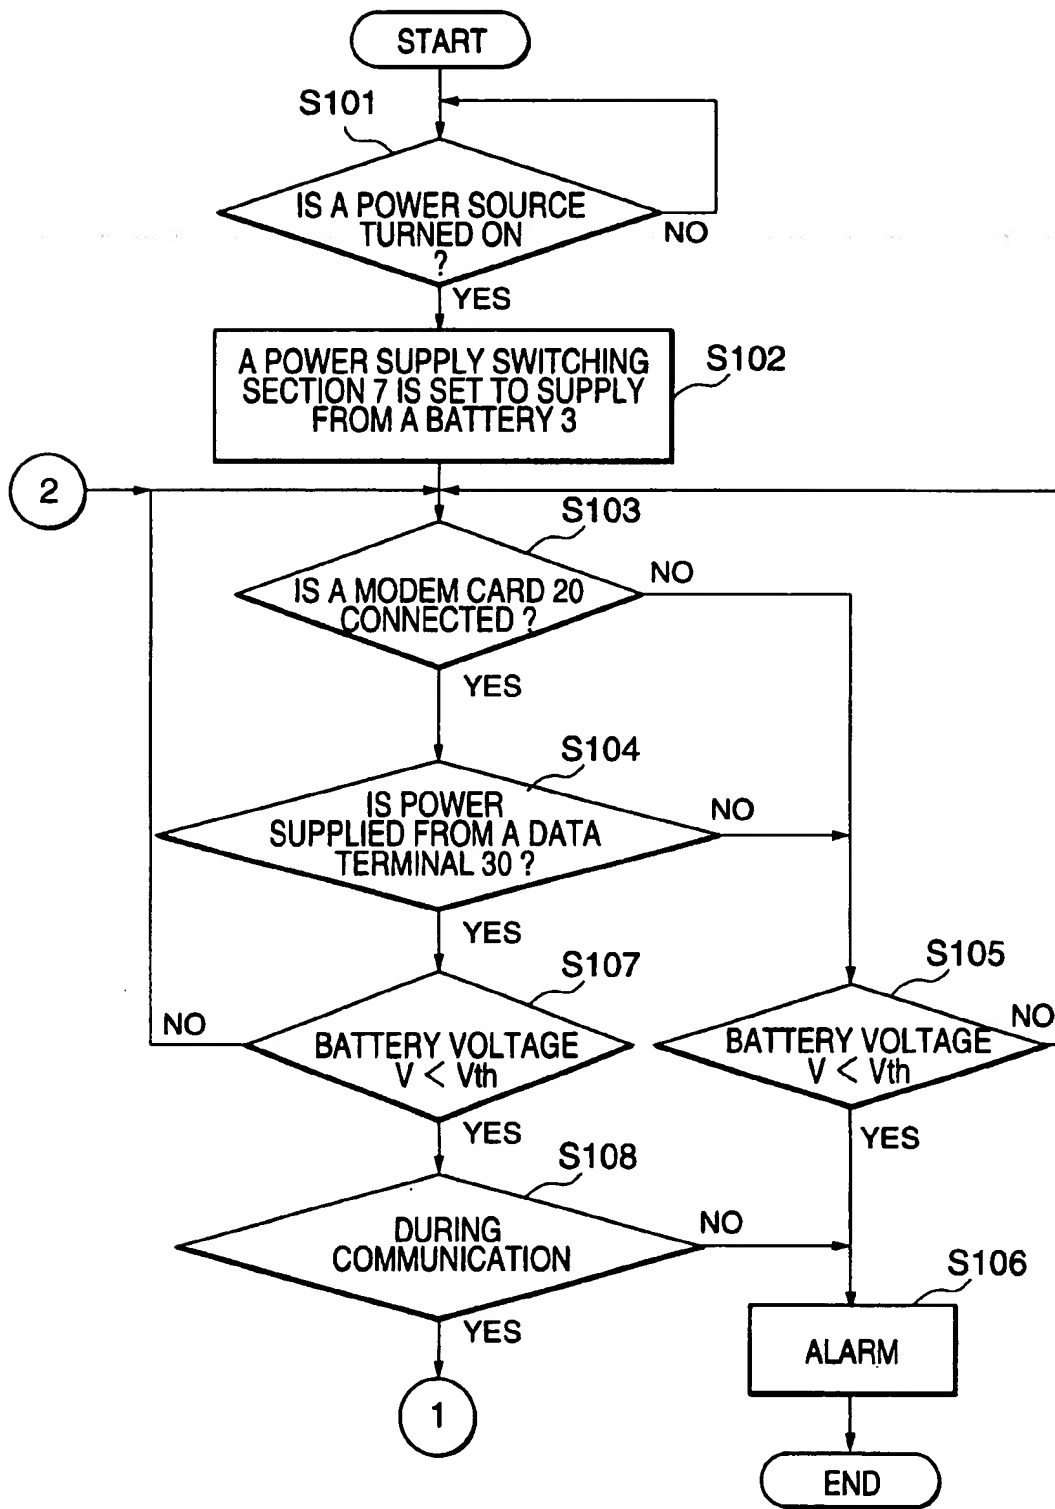 START
S101
IS A POWER SOURCE
TURNED ON
?
NO
YES
A POWER SUPPLY SWITCHING
SECTION 7 IS SET TO SUPPLY
FROM A BATTERY 3
S102
2
S103
IS A MODEM CARD 20
CONNECTED ?
NO
YES
S104
IS POWER
SUPPLIED FROM A DATA
TERMINAL 30 ?
NO
YES
S107
NO
BATTERY VOLTAGE
V < Vth
YES
S105
BATTERY VOLTAGE
V < Vth
NO
YES
S108
DURING
COMMUNICATION
NO
YES
1
S106
ALARM
END